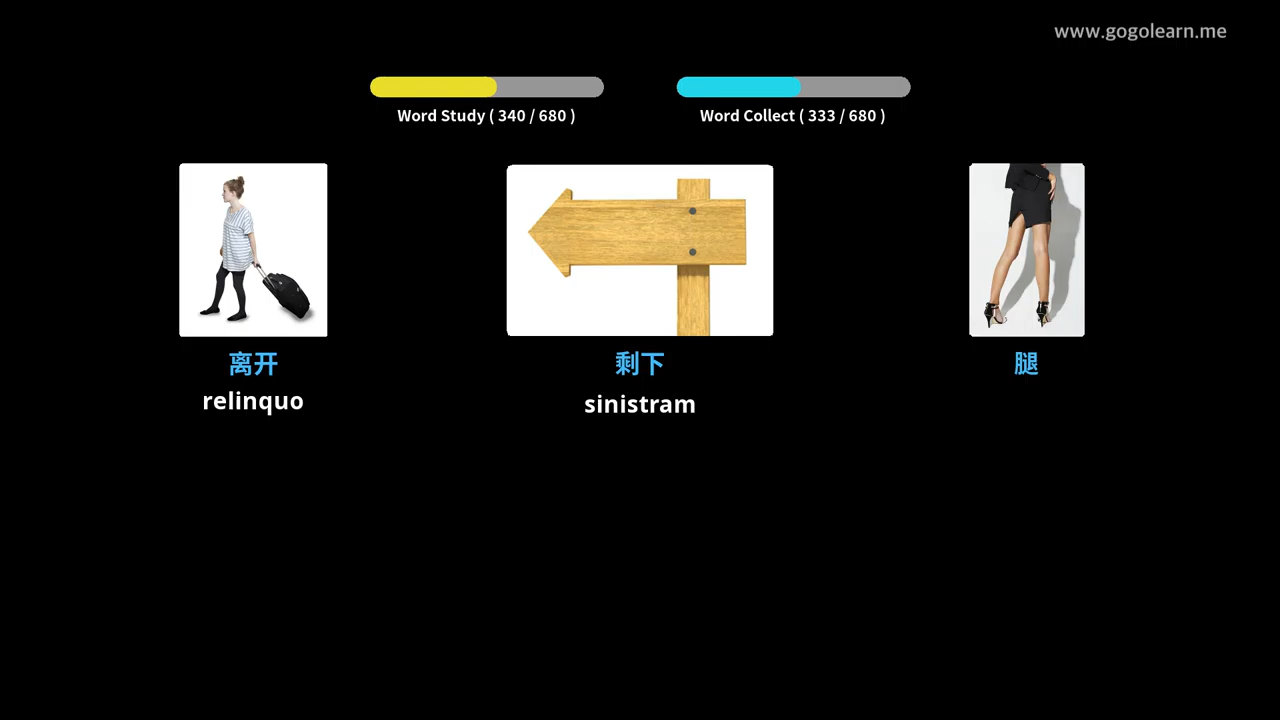 www.gogolearn.me
Word Study ( 340 / 680 )
Word Collect ( 333 / 680 )
离开
剩下
腿
relinquo
sinistram